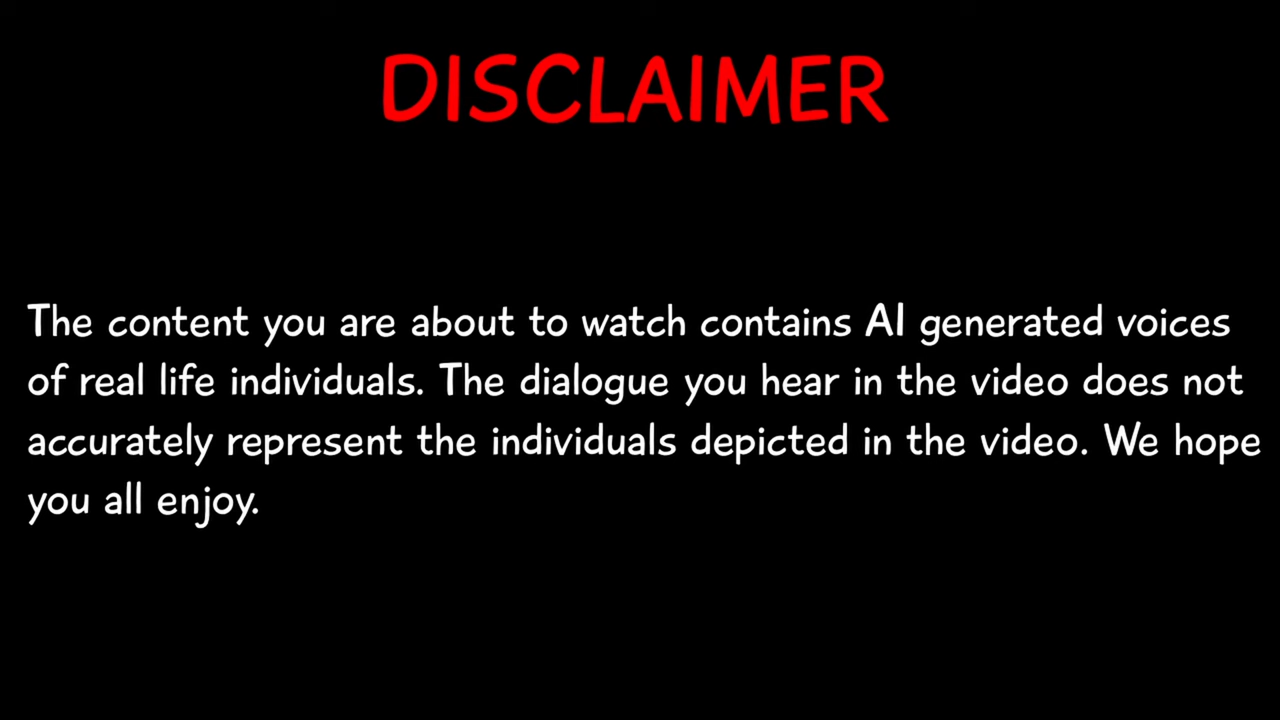 DISCLAIMER
The content you are about to watch contains AI generated voices
of real life individuals. The dialogue you hear in the video does not
accurately represent the individuals depicted in the video. We hope
you all enjoy.